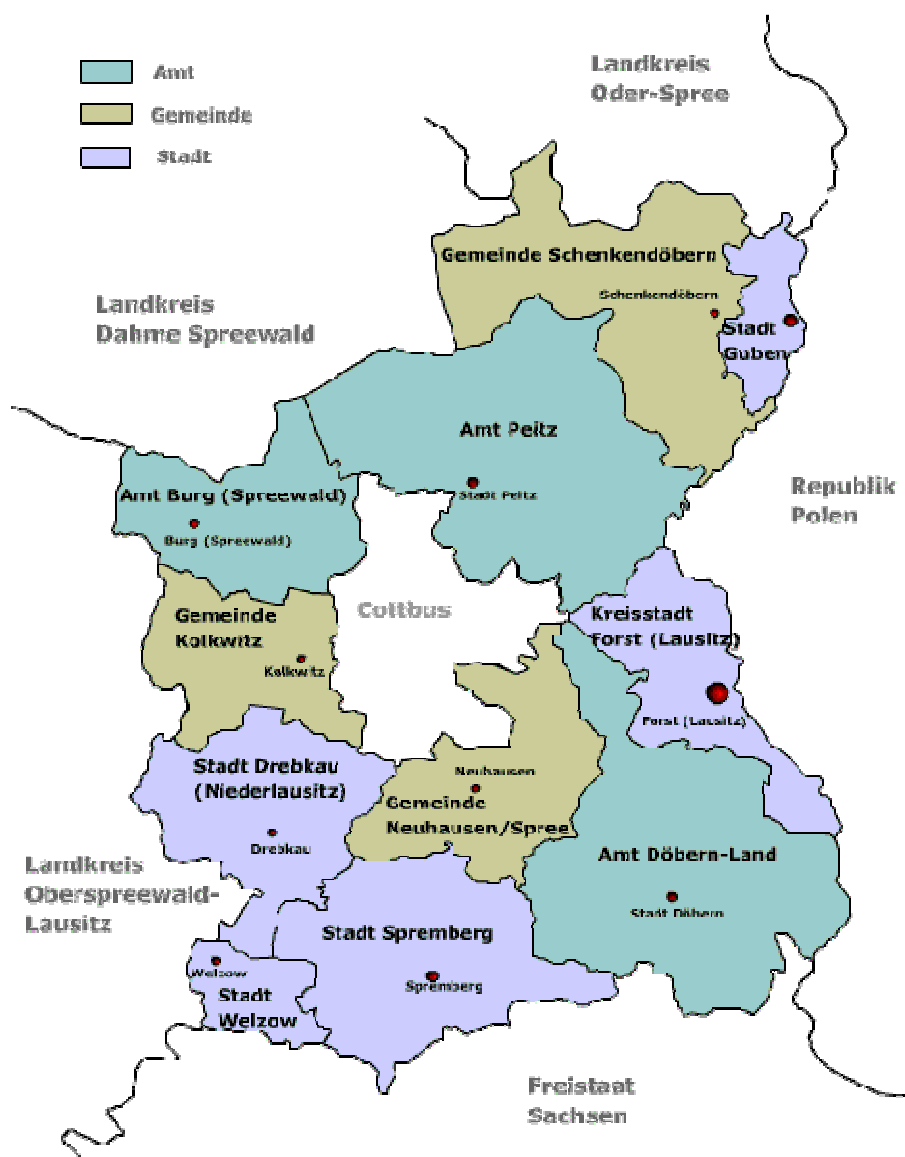 Amt
Gemeinde
Stadt
Landkreis
Oder-Spree
Gemeinde Schenkendöbern
Schenkendöbern
Landkreis
Dahme Spreewald
Stadt
Guben
Amt Peitz
Stadt Peitz
Amt Burg (Spreewald)
Burg (Spreewald)
Republik
Polen
Cottbus
Gemeinde
Kolkwitz
Kolkwitz
Kreisstadt
Forst (Lausitz)
Forst (Lausitz)
Stadt Drebkau
(Niederlausitz)
Drebkau
Neuhausen
Gemeinde
Neuhausen/Spree
Amt Döbern-Land
Stadt Döbern
Landkreis
Oberspreewald-
Lausitz
Stadt Spremberg
Spremberg
Welzow
Stadt
Welzow
Freistaat
Sachsen